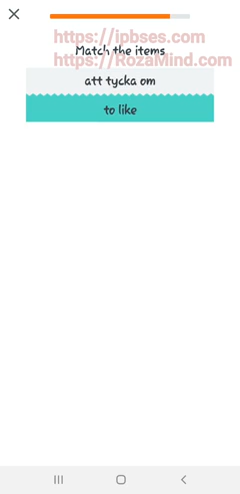 https://ipbses.com
Match the items
https://RozaMind.com
att tycka om
to like